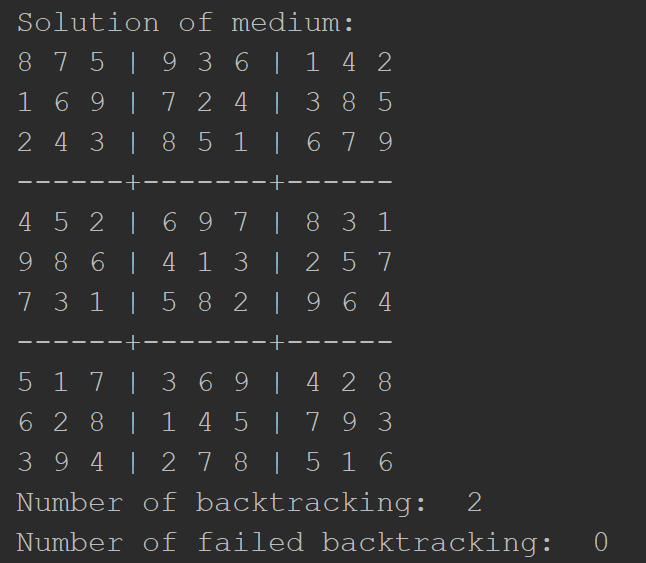 Solution of medium:
8 7 5 | 9 3 6 | 1 4 2
1 6 9 | 7 2 4 | 3 8 5
2 4 3 | 8 5 1 | 6 7 9
------+-------+------
4 5 2 | 6 9 7 | 8 3 1
9 8 6 | 4 1 3 | 2 5 7
7 3 1 | 5 8 2 | 9 6 4
------+-------+------
5 1 7 | 3 6 9 | 4 2 8
6 2 8 | 1 4 5 | 7 9 3
3 9 4 | 2 7 8 | 5 1 6
Number of backtracking:  2
Number of failed backtracking:  0